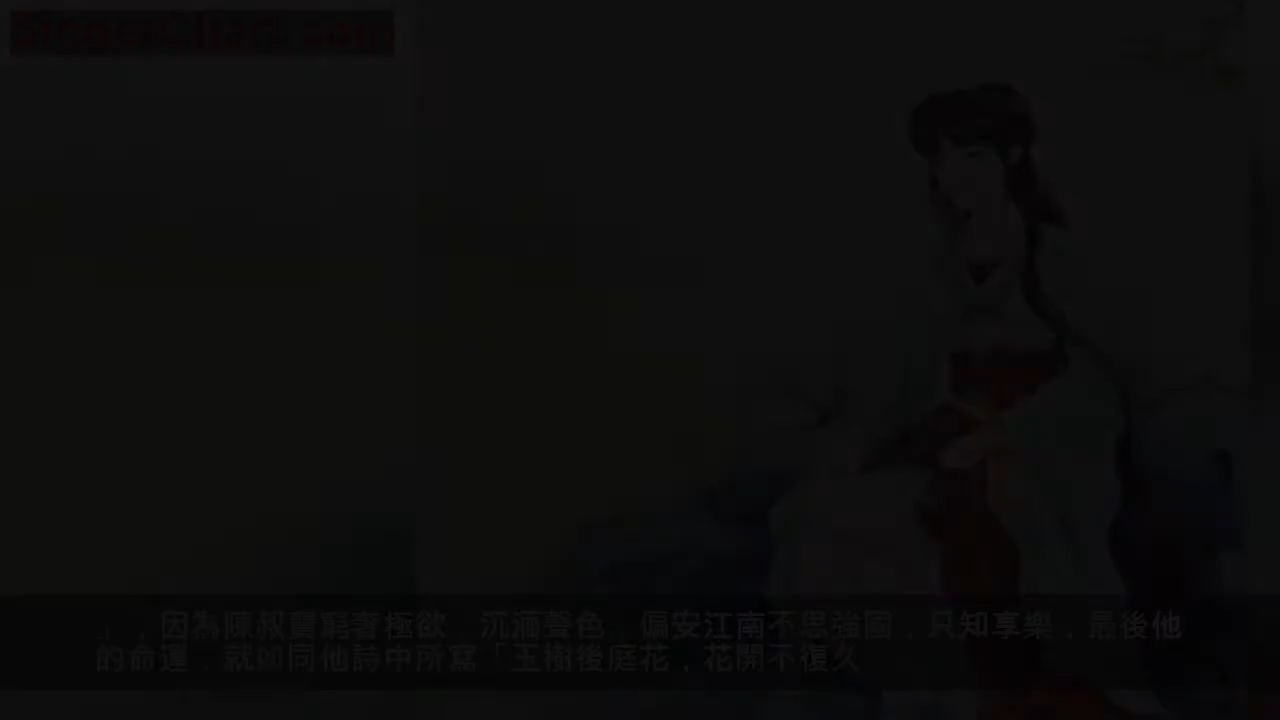 SingerChan.com
」，因為陳叔寶窮奢極欲，沉湎聲色，偏安江南不思強國，只知享樂，最後他
的命運，就如同他詩中所寫「玉樹後庭花，花開不復久